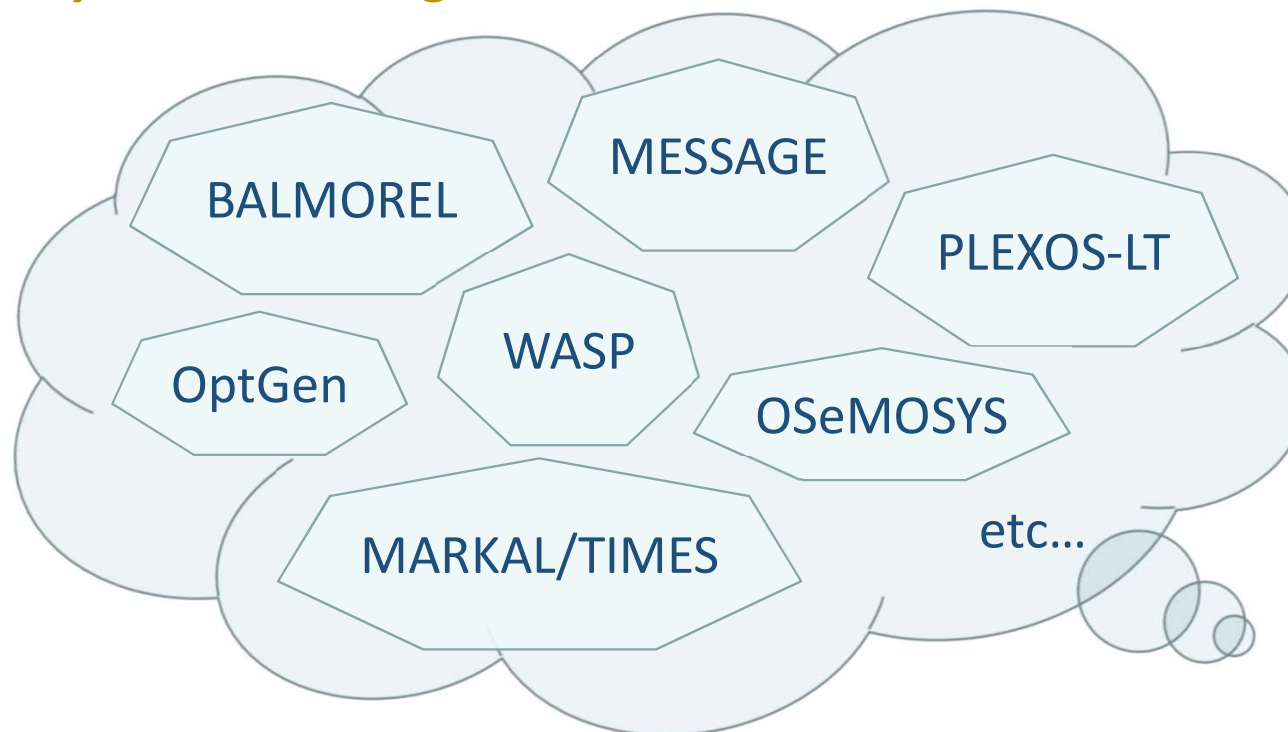 MESSAGE
BALMOREL
PLEXOS-LT
WASP
OptGen
OSeMOSYS
etc…
MARKAL/TIMES